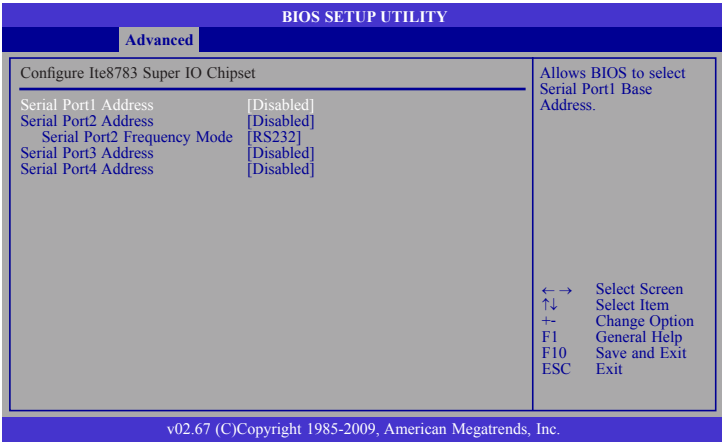 BIOS SETUP UTILITY
Advanced
Configure Ite8783 Super IO Chipset
Serial Port1 Address [Disabled]
Serial Port2 Address [Disabled]
Serial Port2 Frequency Mode [RS232]
Serial Port3 Address [Disabled]
Serial Port4 Address [Disabled]
Allows BIOS to select
Serial Port1 Base
Address.
←→ Select Screen
↑↓ Select Item
+- Change Option
F1 General Help
F10 Save and Exit
ESC Exit
v02.67 (C)Copyright 1985-2009, American Megatrends, Inc.